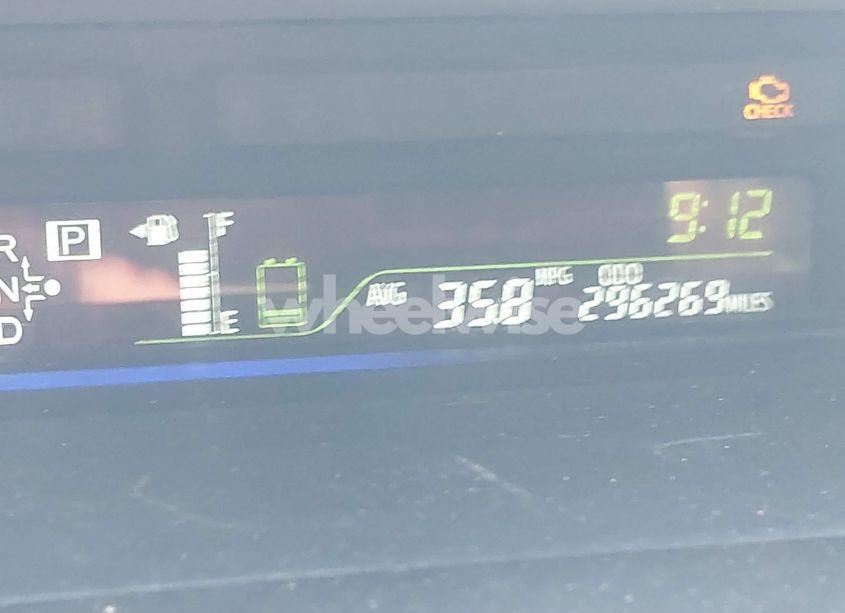 CHECK
9:12
R
P
F
N
AVG 35.8 MPG
ODO
296269 MILES
E
D
wheelwise